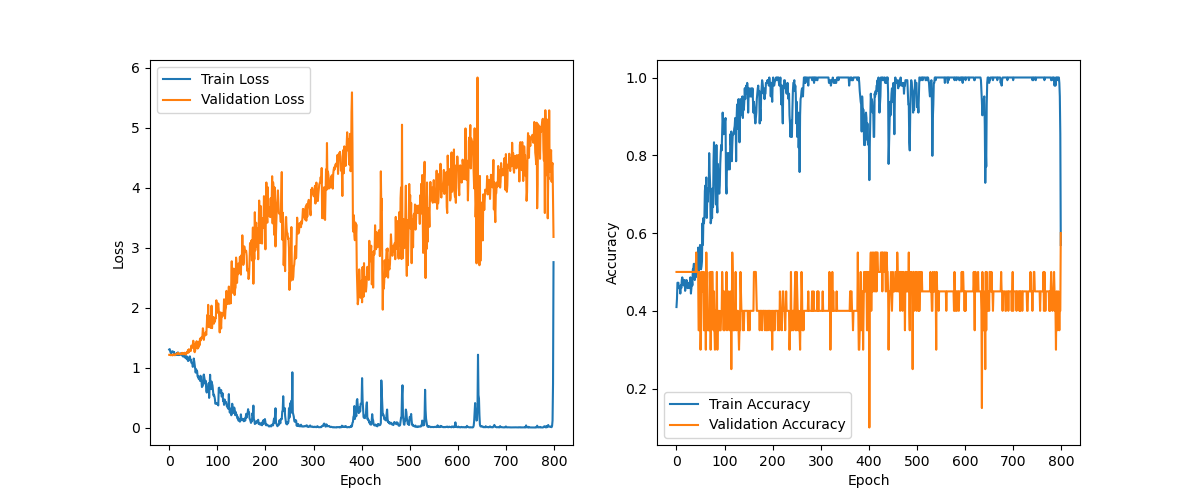 6
5
4
3
2
1
0
Loss
Train Loss
Validation Loss
0 100 200 300 400 500 600 700 800
Epoch
1.0
0.8
0.6
0.4
0.2
Accuracy
Train Accuracy
Validation Accuracy
0 100 200 300 400 500 600 700 800
Epoch